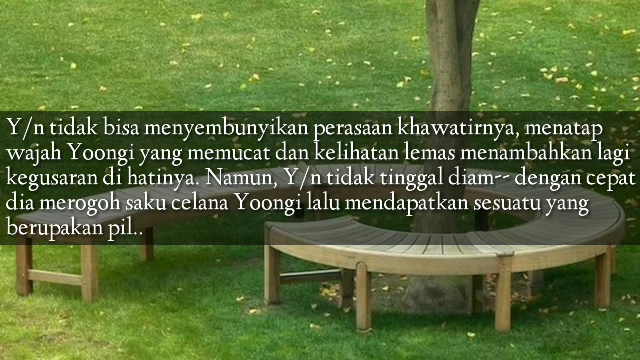 Y/n tidak bisa menyembunyikan perasaan khawatirnya, menatap
wajah Yoongi yang memucat dan kelihatan lemas menambahkan lagi
kegusaran di hatinya. Namun, Y/n tidak tinggal diam-- dengan cepat
dia merogoh saku celana Yoongi lalu mendapatkan sesuatu yang
berupakan pil..